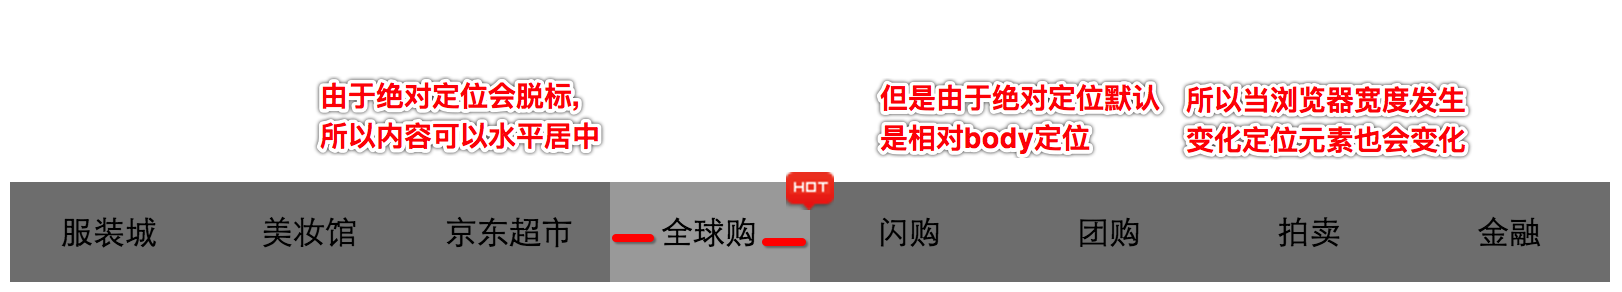 由于绝对定位会脱标,
所以内容可以水平居中
但是由于绝对定位默认
是相对body定位
所以当浏览器宽度发生
变化定位元素也会变化
HOT
服装城 美妆馆 京东超市 全球购 闪购 团购 拍卖 金融